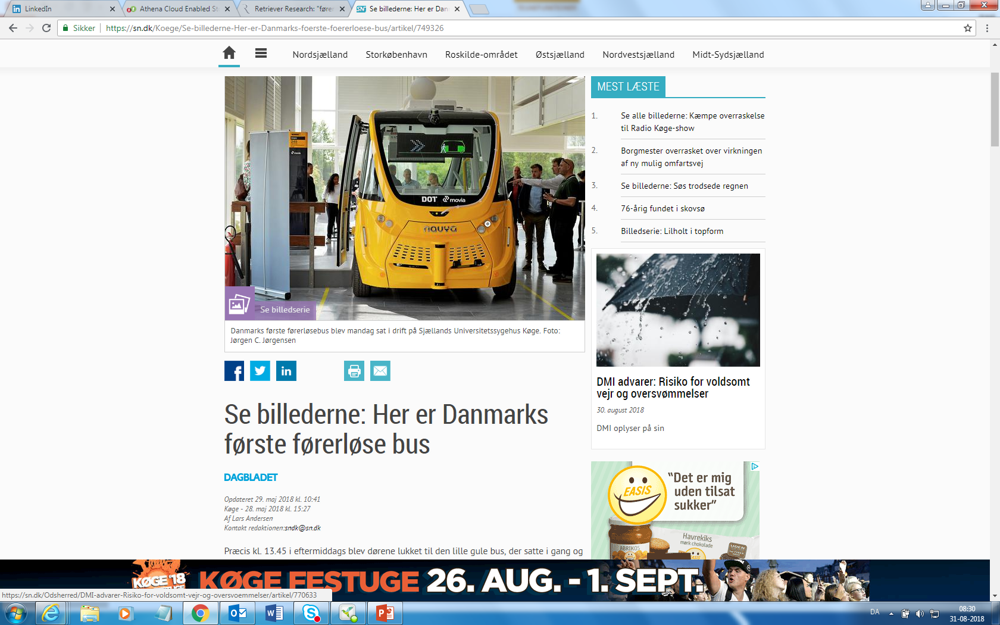 LinkedIn
Athena Cloud Enabled St
Retriever Research: "fører
Se billederne: Her er Dan
Sikker
https://sn.dk/Koege/Se-billederne-Her-er-Danmarks-foerste-foererloese-bus/artikel/749326
Nordsjælland
Storkøbenhavn
Roskilde-området
Østsjælland
Nordvestsjælland
Midt-Sydsjælland
249
DOT movia
navya
Se billedserie
Danmarks første førerløsebus blev mandag sat i drift på Sjællands Universitetssygehus Køge. Foto:
Jørgen C. Jørgensen
Se billederne: Her er Danmarks
første førerløse bus
DAGBLADET
Opdateret 29. maj 2018 kl. 10:41
Køge - 28. maj 2018 kl. 15:27
Af Lars Andersen
Kontakt redaktionen:sndk@sn.dk
Præcis kl. 13.45 i eftermiddags blev dørene lukket til den lille gule bus, der satte i gang og
MEST LÆSTE
1. Se alle billederne: Kæmpe overraskelse
til Radio Køge-show
2. Borgmester overrasket over virkningen
af ny mulig omfartsvej
3. Se billederne: Søs trodsede regnen
4. 76-årig fundet i skovsø
5. Billedserie: Lilholt i topform
DMI advarer: Risiko for voldsomt
vejr og oversvømmelser
30. august 2018
DMI oplyser på sin
EASIS
"Det er mig
uden tilsat
sukker"
Havrekiks
mørk chokolade
ABRIKOS
UDEN
KØGE '18
KØGE FESTUGE 26. AUG. - 1. SEPT.
https://sn.dk/Odsherred/DMI-advarer-Risiko-for-voldsomt-vejr-og-oversvoemmelser/artikel/770633
DA
08:30
31-08-2018